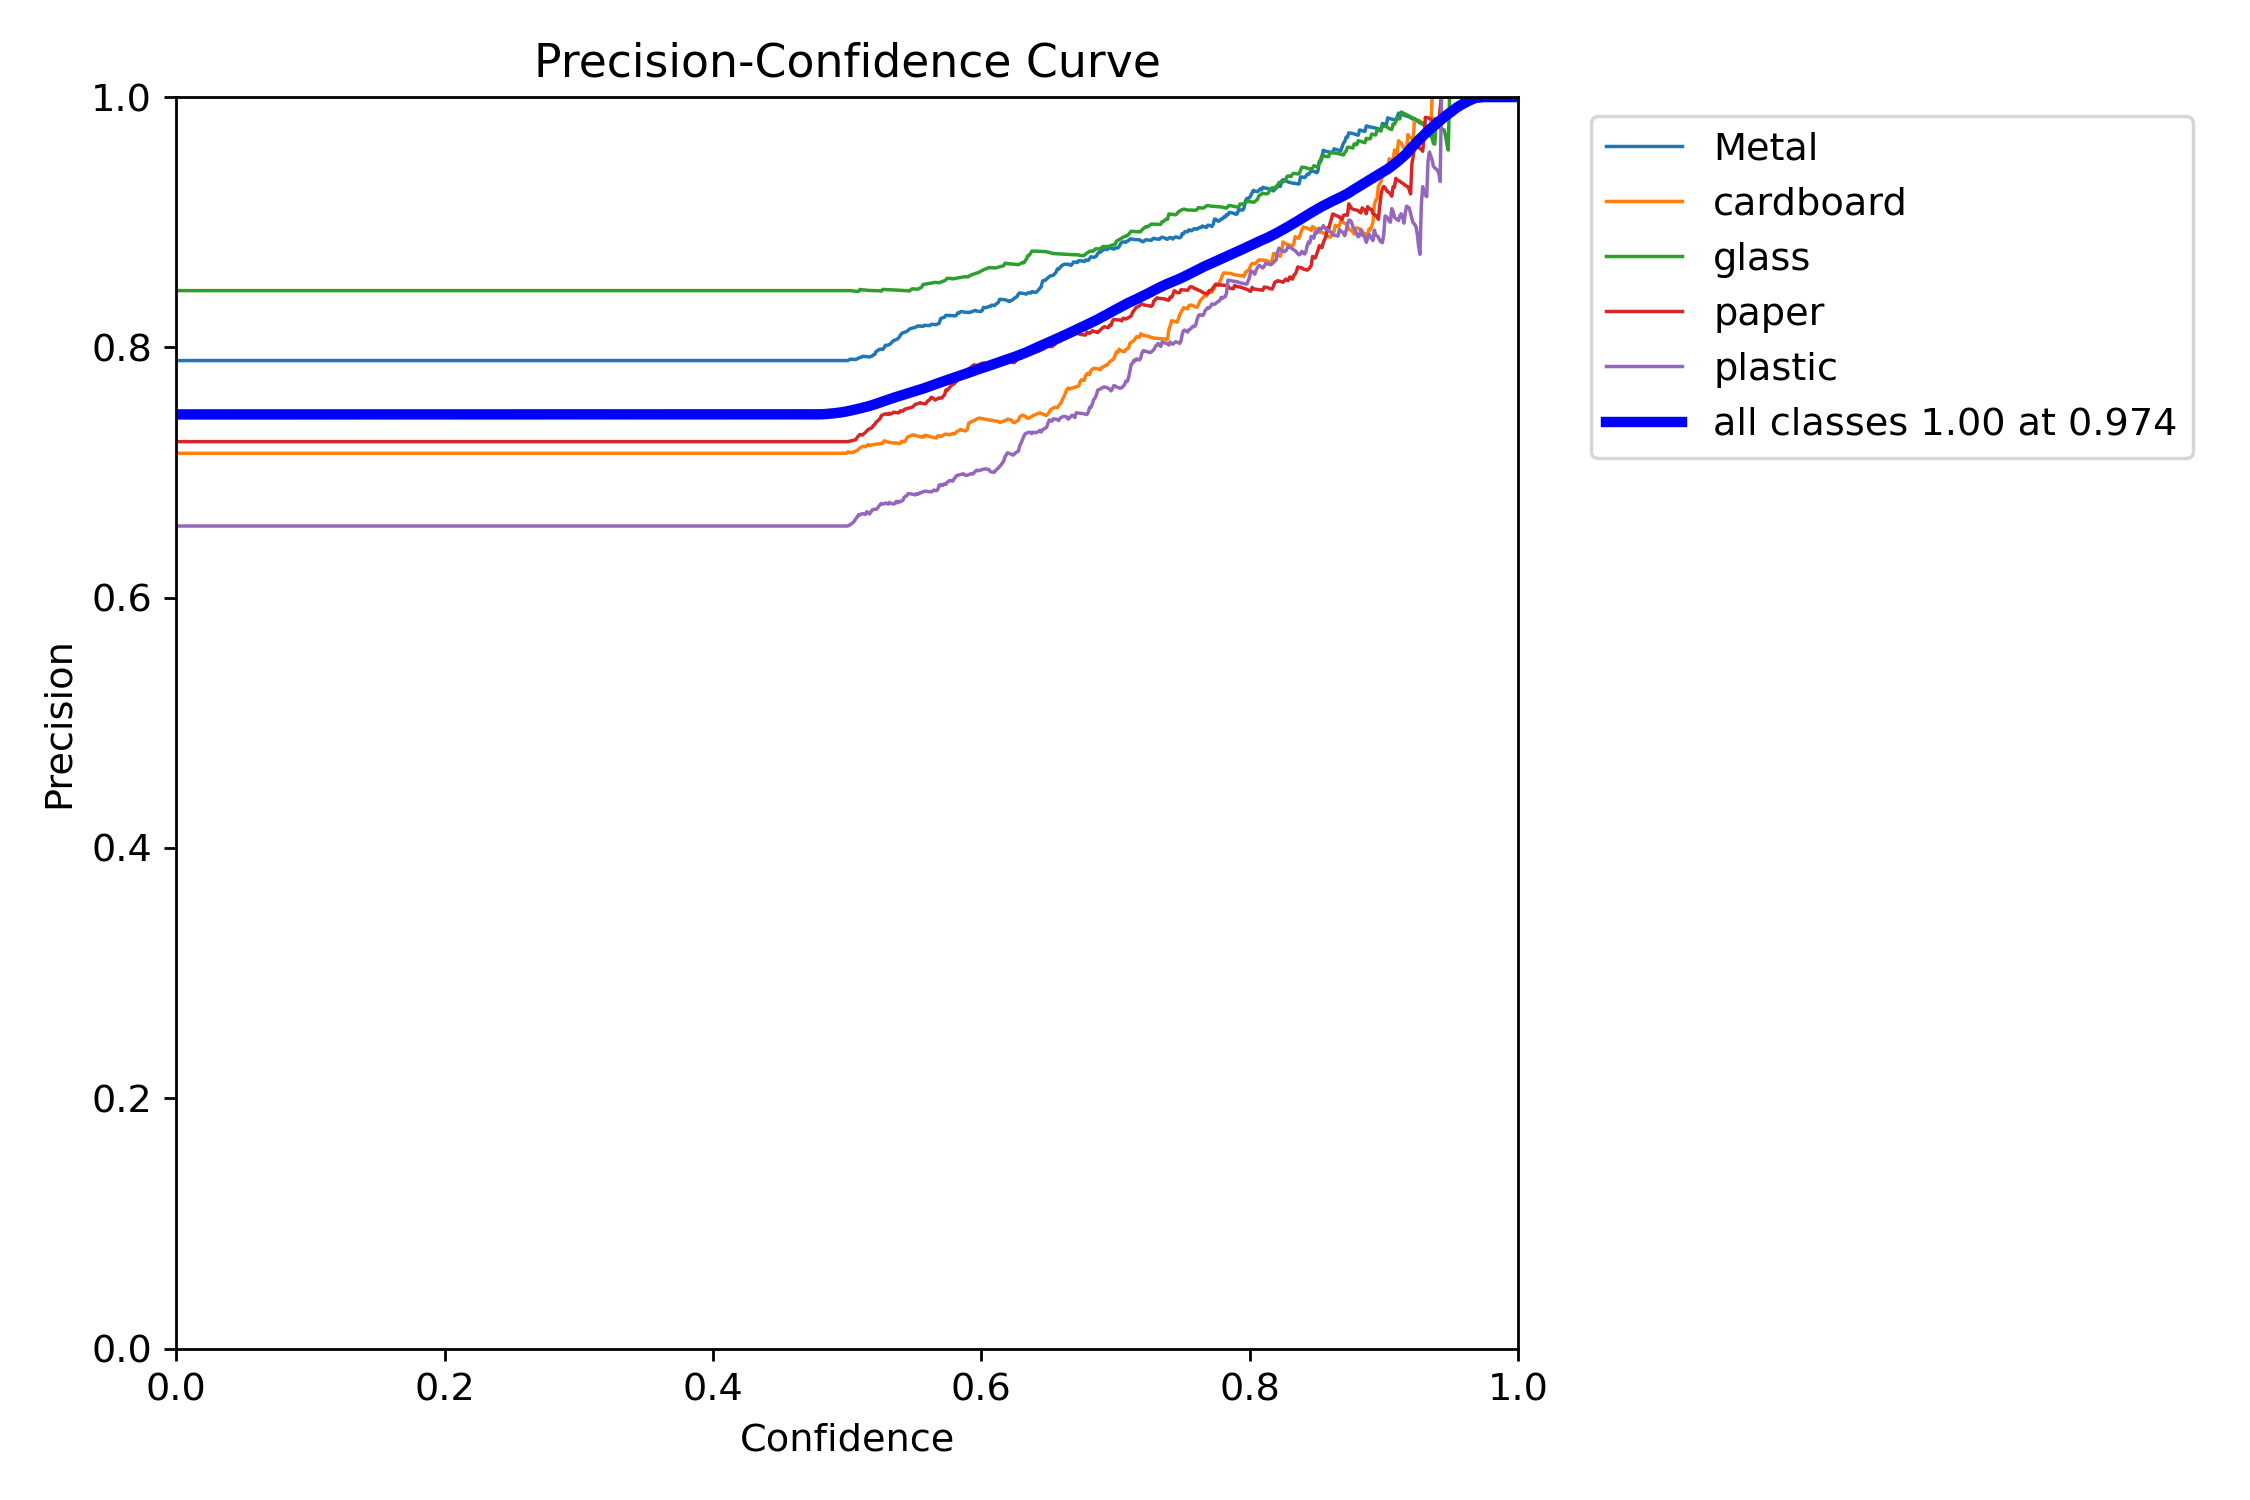 Precision-Confidence Curve
1.0
0.8
0.6
0.4
0.2
0.0
Precision
0.0 0.2 0.4 0.6 0.8 1.0
Confidence
Metal
cardboard
glass
paper
plastic
all classes 1.00 at 0.974